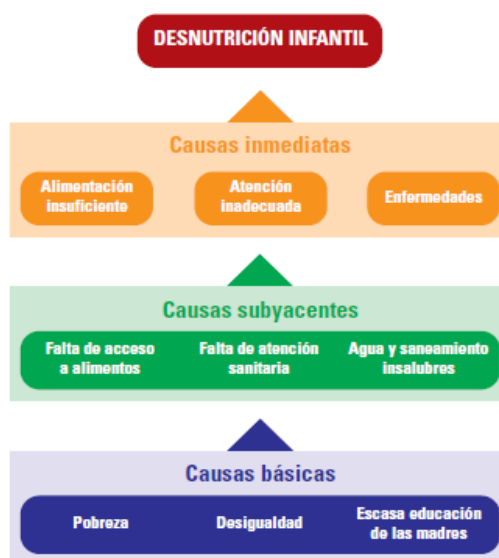 DESNUTRICIÓN INFANTIL
Causas inmediatas
Alimentación
insuficiente
Atención
inadecuada
Enfermedades
Causas subyacentes
Falta de acceso
a alimentos
Falta de atención
sanitaria
Agua y saneamiento
insalubres
Causas básicas
Pobreza
Desigualdad
Escasa educación
de las madres